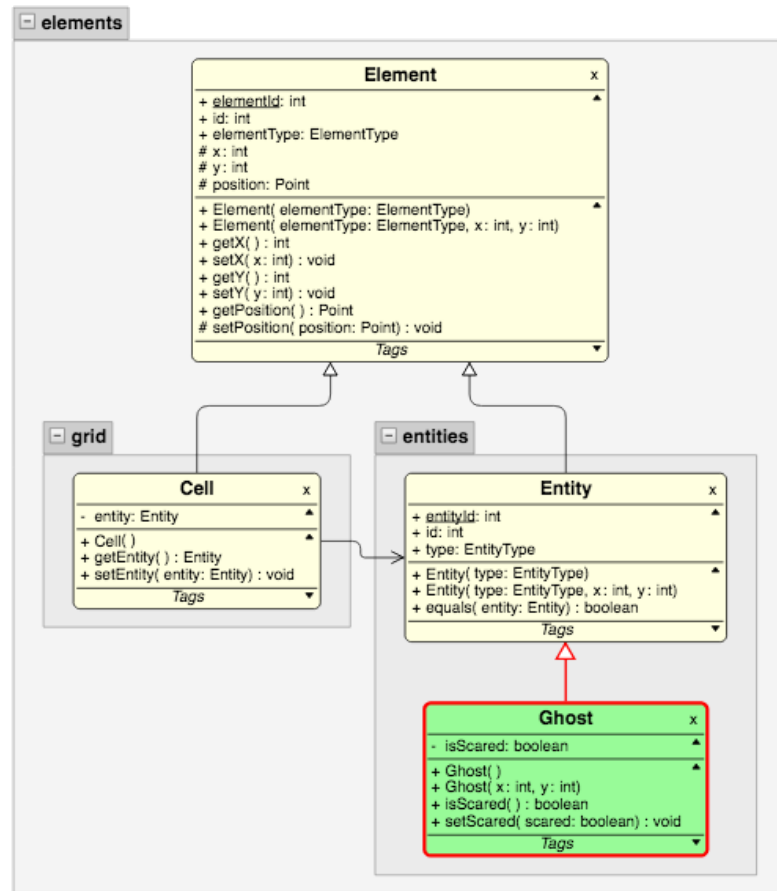 elements
Element x
+ elementId: int
+ id: int
+ elementType: ElementType
# x: int
# y: int
# position: Point
+ Element( elementType: ElementType)
+ Element( elementType: ElementType, x: int, y: int)
+ getX( ) : int
+ setX( x: int) : void
+ getY( ) : int
+ setY( y: int) : void
+ getPosition( ) : Point
# setPosition( position: Point) : void
Tags
grid
Cell x
- entity: Entity
+ Cell( )
+ getEntity( ) : Entity
+ setEntity( entity: Entity) : void
Tags
entities
Entity x
+ entityId: int
+ id: int
+ type: EntityType
+ Entity( type: EntityType)
+ Entity( type: EntityType, x: int, y: int)
+ equals( entity: Entity) : boolean
Tags
Ghost x
- isScared: boolean
+ Ghost( )
+ Ghost( x: int, y: int)
+ isScared( ) : boolean
+ setScared( scared: boolean) : void
Tags